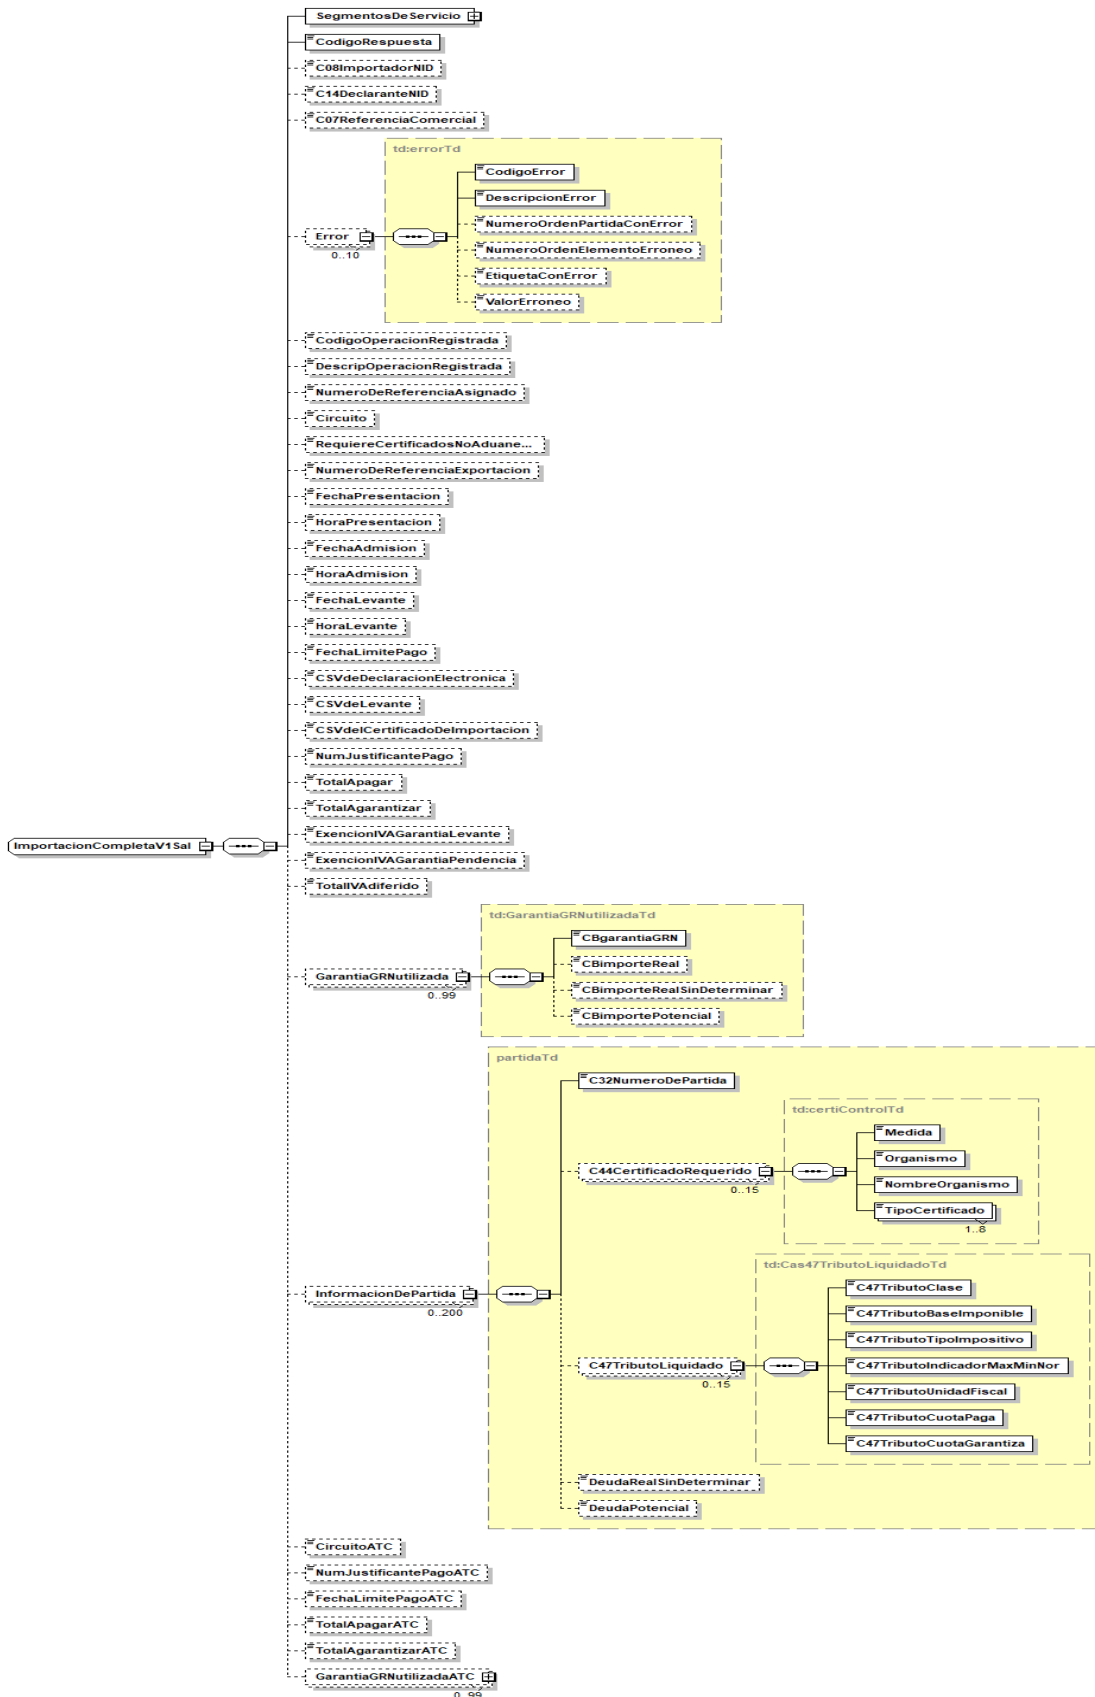 SegmentosDeServicio
CodigoRespuesta
C08ImportadorNID
C14DeclaranteNID
C07ReferenciaComercial
td:errorTd
CodigoError
DescripcionError
NumeroOrdenPartidaConError
Error
NumeroOrdenElementoErroneo
0..10
EtiquetaConError
ValorErroneo
CodigoOperacionRegistrada
DescripOperacionRegistrada
NumeroDeReferenciaAsignado
Circuito
RequiereCertificadosNoAduane...
NumeroDeReferenciaExportacion
FechaPresentacion
HoraPresentacion
FechaAdmision
HoraAdmision
FechaLevante
HoraLevante
FechaLimitePago
CSVdeDeclaracionElectronica
CSVdeLevante
CSVdelCertificadoDeImportacion
NumJustificantePago
TotalApagar
TotalAgarantizar
ExencionIVAGarantiaLevante
ImportacionCompletaV1Sal
ExencionIVAGarantiaPendencia
TotalIVAdiferido
td:GarantiaGRNutilizadaTd
CBgarantiaGRN
CBimporteReal
GarantiaGRNutilizada
CBimporteRealSinDeterminar
0..99
CBimportePotencial
partidaTd
C32NumeroDePartida
td:certiControlTd
Medida
Organismo
C44CertificadoRequerido
NombreOrganismo
0..15
TipoCertificado
1..8
td:Cas47TributoLiquidadoTd
C47TributoClase
InformacionDePartida
0..200
C47TributoBaseImponible
C47TributoTipoImpositivo
C47TributoLiquidado
C47TributoIndicadorMaxMinNor
0..15
C47TributoUnidadFiscal
C47TributoCuotaPaga
C47TributoCuotaGarantiza
DeudaRealSinDeterminar
DeudaPotencial
CircuitoATC
NumJustificantePagoATC
FechaLimitePagoATC
TotalApagarATC
TotalAgarantizarATC
GarantiaGRNutilizadaATC
0..99